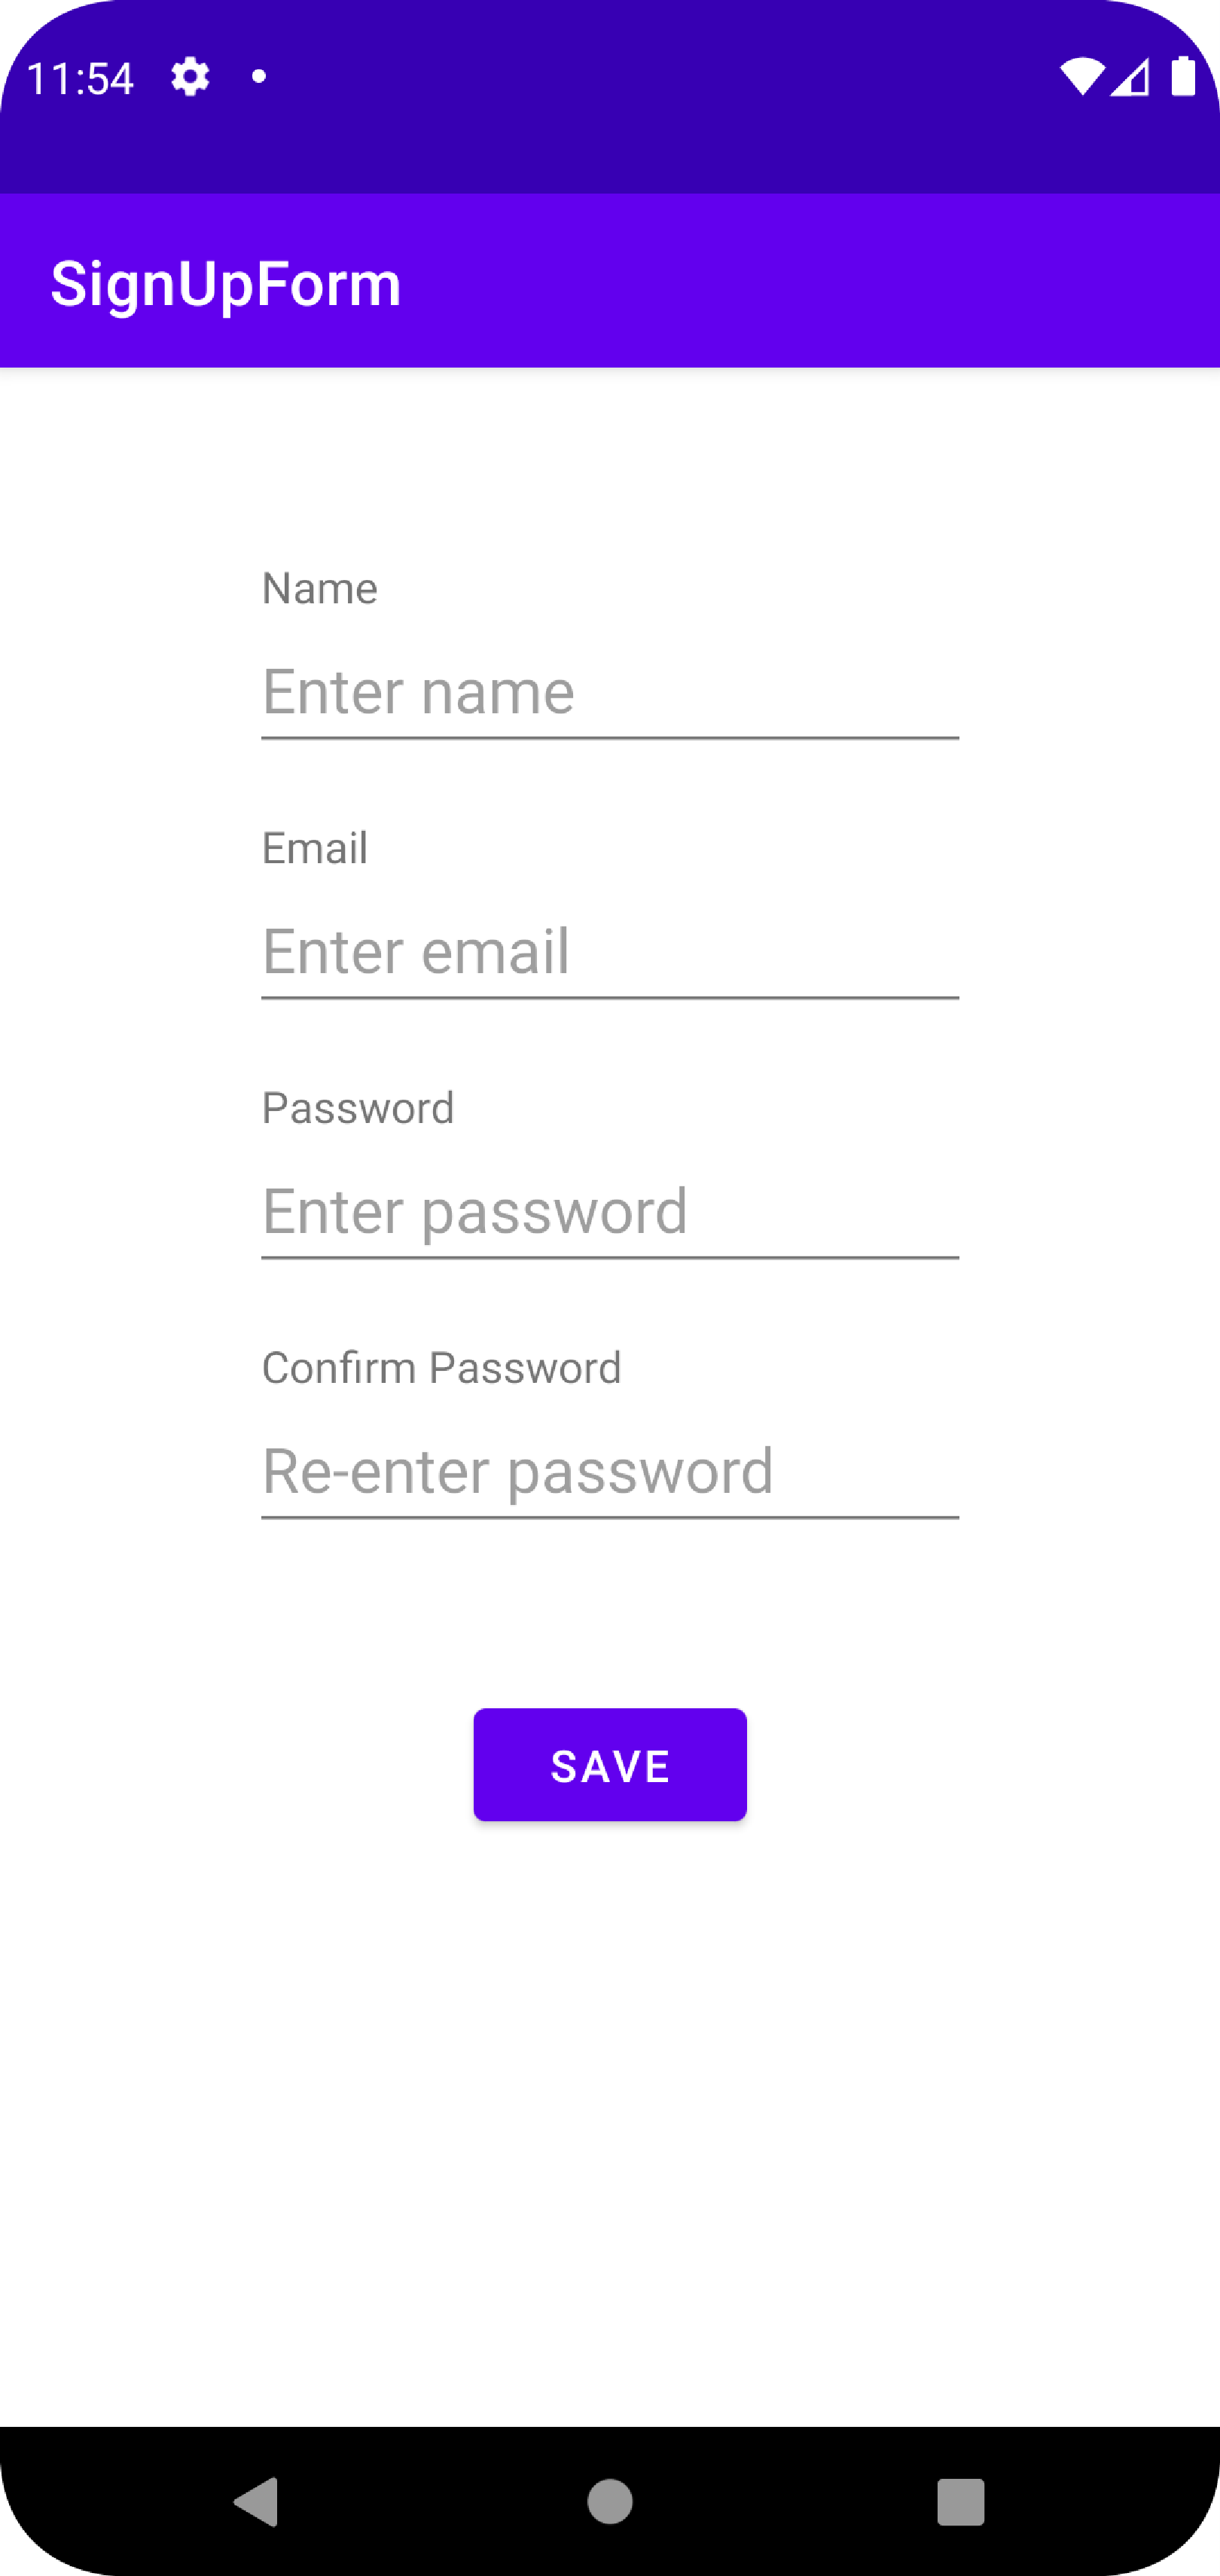 11:54
SignUpForm
Name
Enter name
Email
Enter email
Password
Enter password
Confirm Password
Re-enter password
SAVE